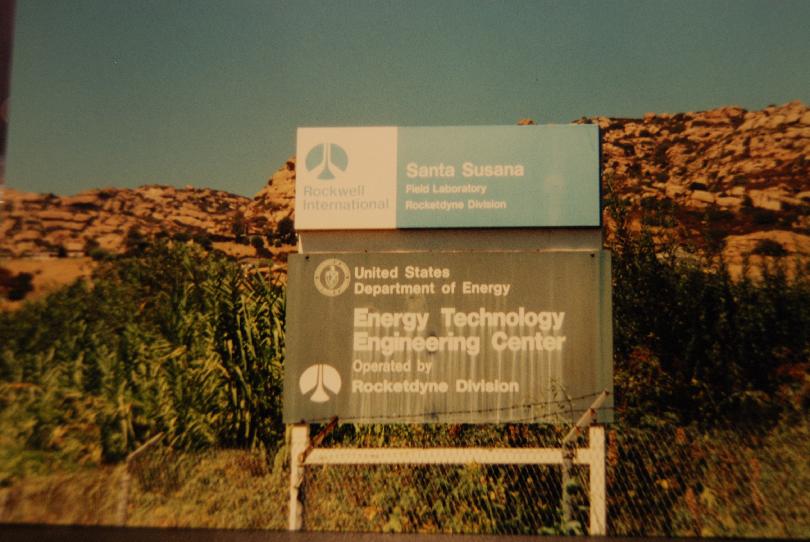 Rockwell
International
Santa Susana
Field Laboratory
Rocketdyne Division
United States
Department of Energy
Energy Technology
Engineering Center
Operated by
Rocketdyne Division